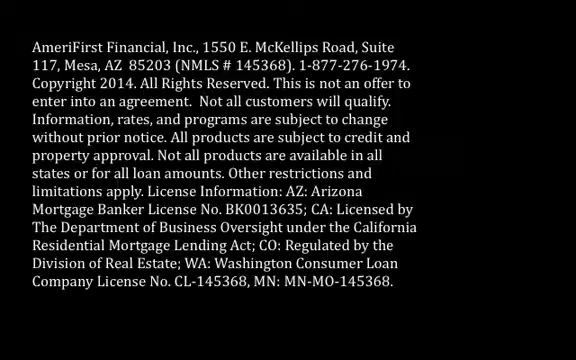 AmeriFirst Financial, Inc., 1550 E. McKellips Road, Suite
117, Mesa, AZ  85203 (NMLS # 145368). 1-877-276-1974.
Copyright 2014. All Rights Reserved. This is not an offer to
enter into an agreement.  Not all customers will qualify.
Information, rates, and programs are subject to change
without prior notice. All products are subject to credit and
property approval. Not all products are available in all
states or for all loan amounts. Other restrictions and
limitations apply. License Information: AZ: Arizona
Mortgage Banker License No. BK0013635; CA: Licensed by
The Department of Business Oversight under the California
Residential Mortgage Lending Act; CO: Regulated by the
Division of Real Estate; WA: Washington Consumer Loan
Company License No. CL-145368, MN: MN-MO-145368.